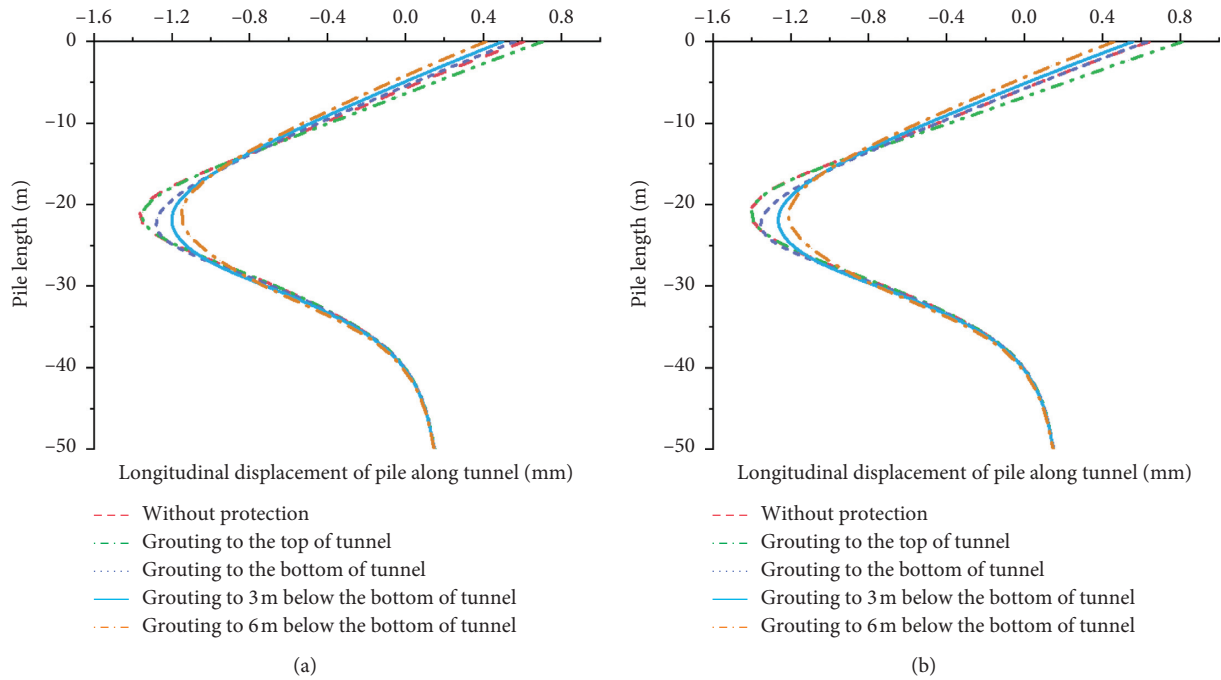 −1.6 −1.2 −0.8 −0.4 0.0 0.4 0.8
0
−10
−20
−30
−40
−50
Pile length (m)
Longitudinal displacement of pile along tunnel (mm)
Without protection
Grouting to the top of tunnel
Grouting to the bottom of tunnel
Grouting to 3 m below the bottom of tunnel
Grouting to 6 m below the bottom of tunnel
(a)
−1.6 −1.2 −0.8 −0.4 0.0 0.4 0.8
0
−10
−20
−30
−40
−50
Pile length (m)
Longitudinal displacement of pile along tunnel (mm)
Without protection
Grouting to the top of tunnel
Grouting to the bottom of tunnel
Grouting to 3 m below the bottom of tunnel
Grouting to 6 m below the bottom of tunnel
(b)